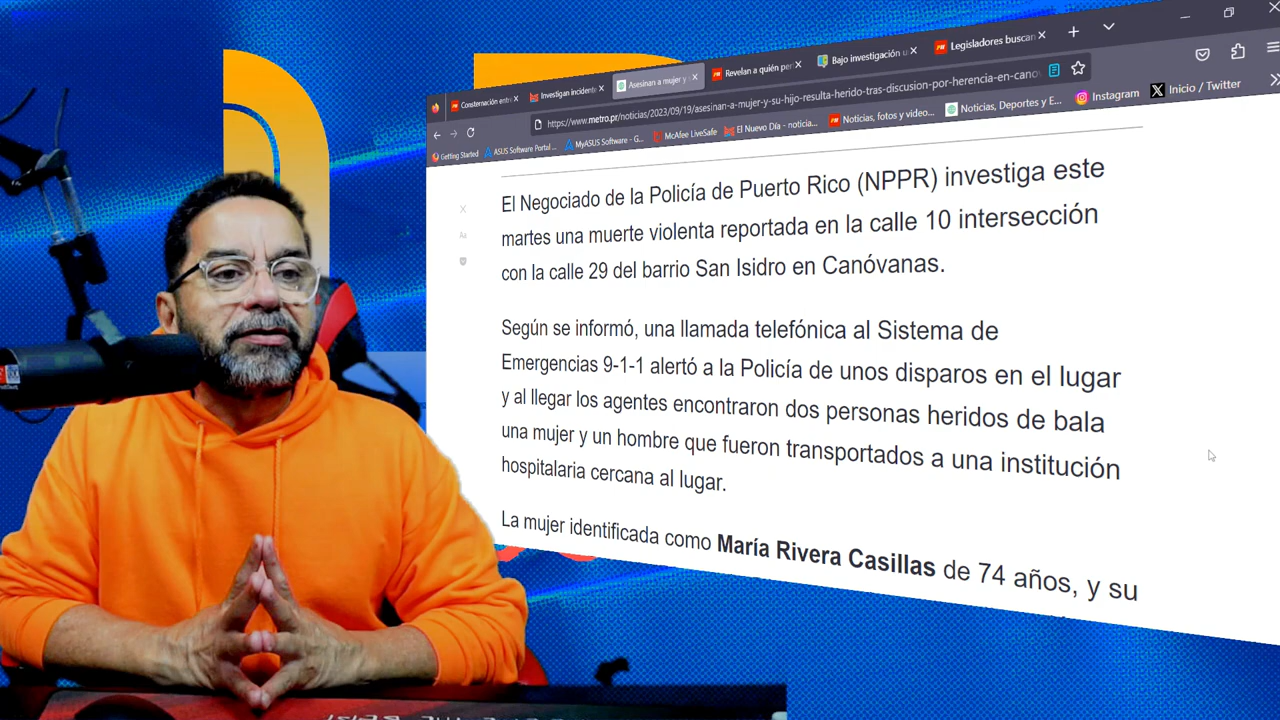 Consternación entr
Investigan incidente
Asesinan a mujer y s
Revelan a quién per
Bajo investigación u
Legisladores buscan
https://www.metro.pr/noticias/2023/09/19/asesinan-a-mujer-y-su-hijo-resulta-herido-tras-discusion-por-herencia-en-cano
Getting Started
ASUS Software Portal ...
MyASUS Software - G...
McAfee LiveSafe
El Nuevo Día - noticia...
Noticias, fotos y video...
Noticias, Deportes y E...
Instagram
Inicio / Twitter
El Negociado de la Policía de Puerto Rico (NPPR) investiga este
martes una muerte violenta reportada en la calle 10 intersección
con la calle 29 del barrio San Isidro en Canóvanas.
Según se informó, una llamada telefónica al Sistema de
Emergencias 9-1-1 alertó a la Policía de unos disparos en el lugar
y al llegar los agentes encontraron dos personas heridos de bala
una mujer y un hombre que fueron transportados a una institución
hospitalaria cercana al lugar.
La mujer identificada como María Rivera Casillas de 74 años, y su